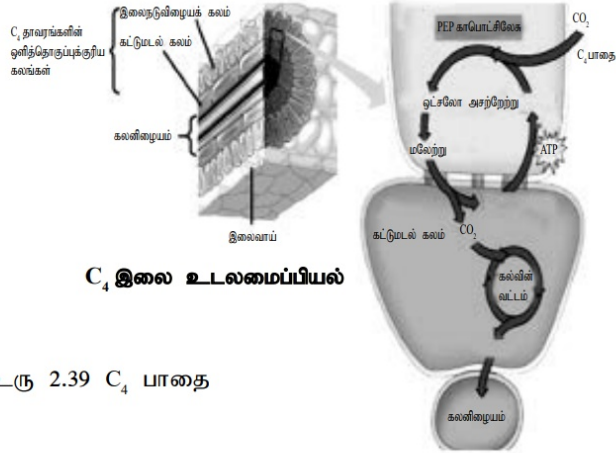 இலைநடுவிழையக் கலம்
C₄ தாவரங்களின்
ஒளித்தொகுப்புக்குரிய
கலங்கள்
கட்டுமடல் கலம்
கலனிழையம்
இலைவாய்
C₄ இலை உடலமைப்பியல்
டரு 2.39 C₄ பாதை
PEP காபொட்சிலேசு
CO₂
C₄ பாதை
ஒட்சலோ அசற்றேற்று
மலேற்று
ATP
கட்டுமடல் கலம்
CO₂
கல்வின்
வட்டம்
கலனிழையம்